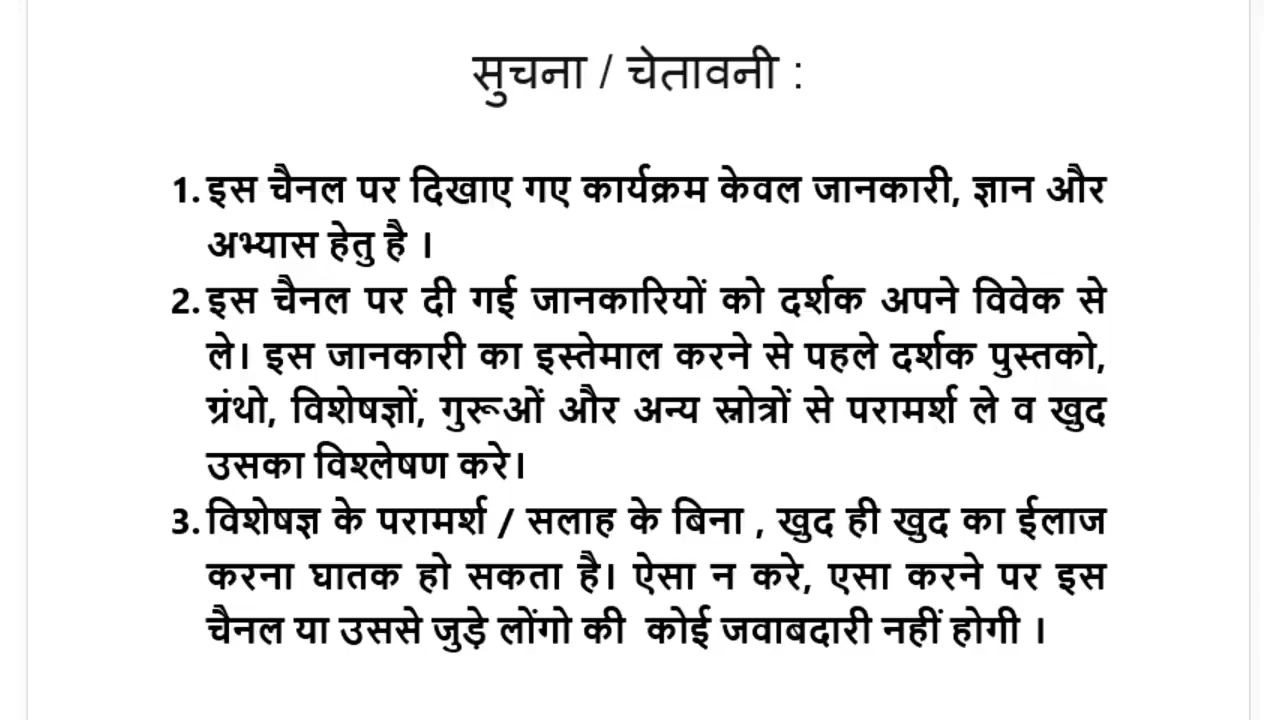 सुचना / चेतावनी :
1. इस चैनल पर दिखाए गए कार्यक्रम केवल जानकारी, ज्ञान और
अभ्यास हेतु है ।
2. इस चैनल पर दी गई जानकारियों को दर्शक अपने विवेक से
ले। इस जानकारी का इस्तेमाल करने से पहले दर्शक पुस्तको,
ग्रंथो, विशेषज्ञों, गुरूओं और अन्य स्रोत्रों से परामर्श ले व खुद
उसका विश्लेषण करे।
3. विशेषज्ञ के परामर्श / सलाह के बिना , खुद ही खुद का ईलाज
करना घातक हो सकता है। ऐसा न करे, एसा करने पर इस
चैनल या उससे जुड़े लोंगो की कोई जवाबदारी नहीं होगी ।